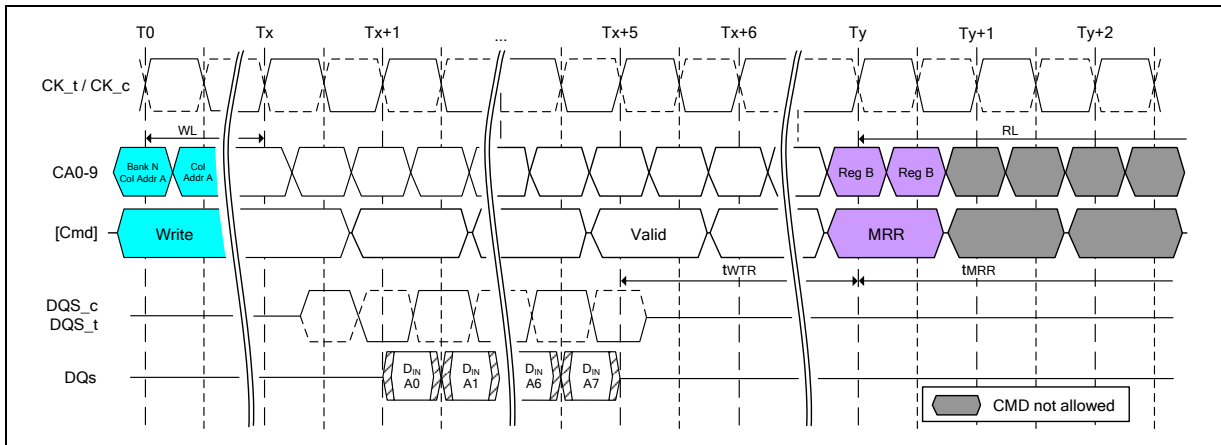 T0 Tx Tx+1 ... Tx+5 Tx+6 Ty Ty+1 Ty+2
CK_t / CK_c
WL RL
CA0-9
Bank N
Col Addr A
Col
Addr A
Reg B Reg B
[Cmd] Write Valid MRR
tWTR tMRR
DQS_c
DQS_t
DQs
DIN
A0
DIN
A1
DIN
A6
DIN
A7
CMD not allowed